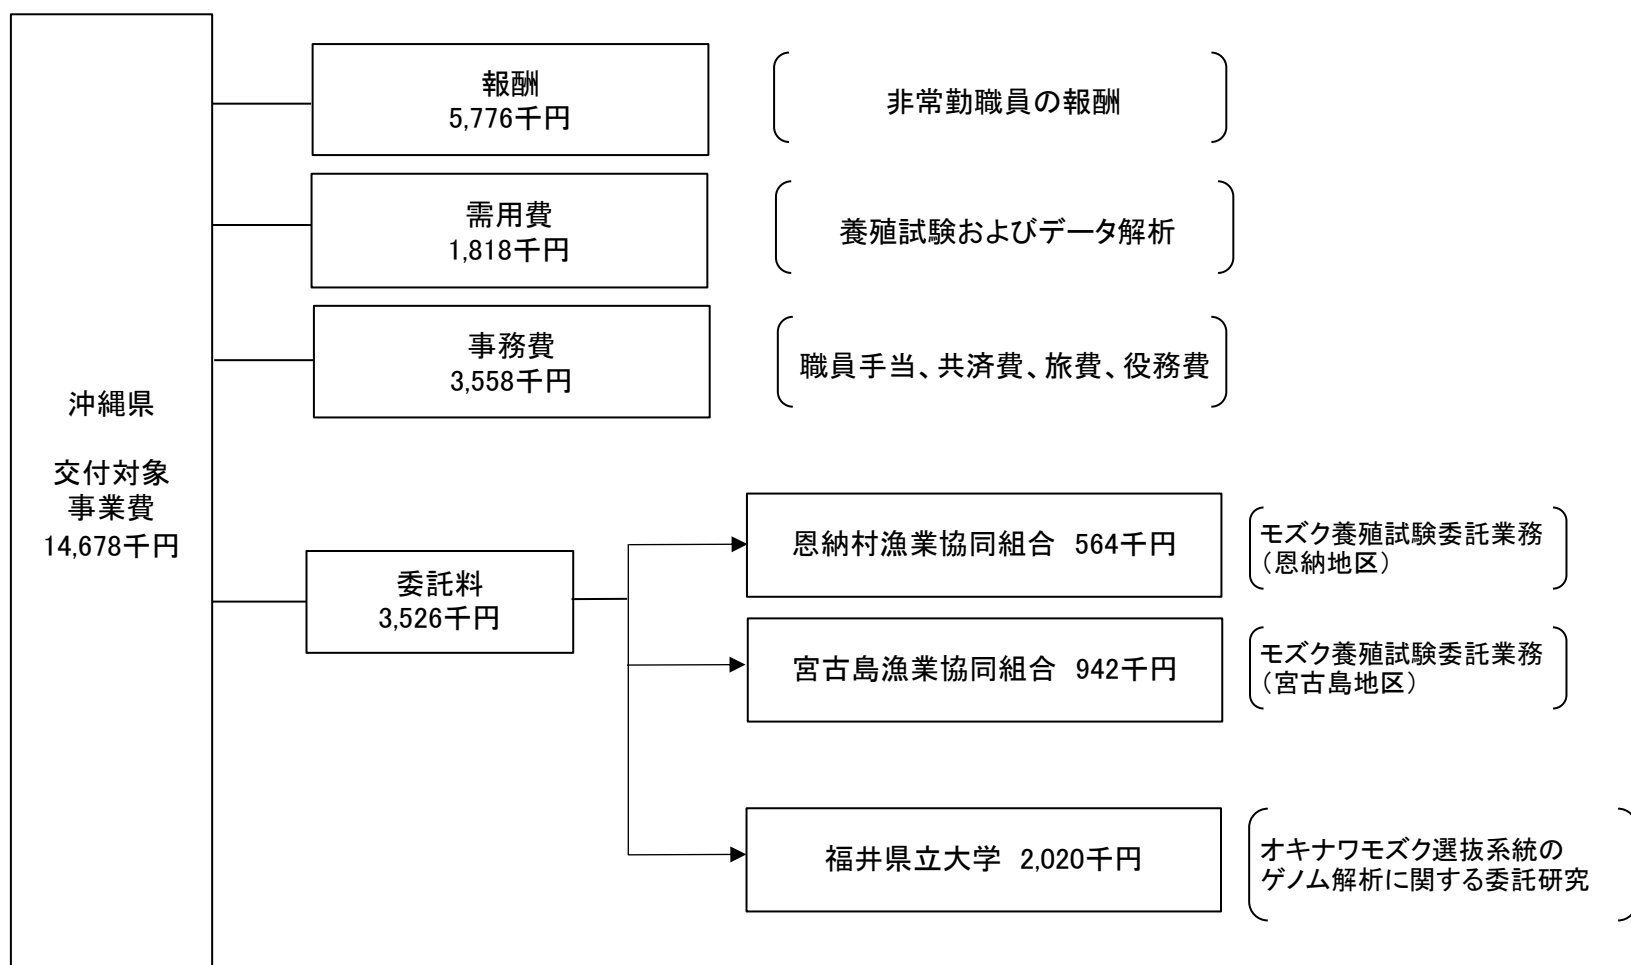 沖縄県
交付対象
事業費
14,678千円
報酬
5,776千円
非常勤職員の報酬
需用費
1,818千円
養殖試験およびデータ解析
事務費
3,558千円
職員手当、共済費、旅費、役務費
委託料
3,526千円
恩納村漁業協同組合 564千円
モズク養殖試験委託業務
（恩納地区）
宮古島漁業協同組合 942千円
モズク養殖試験委託業務
（宮古島地区）
福井県立大学 2,020千円
オキナワモズク選抜系統の
ゲノム解析に関する委託研究